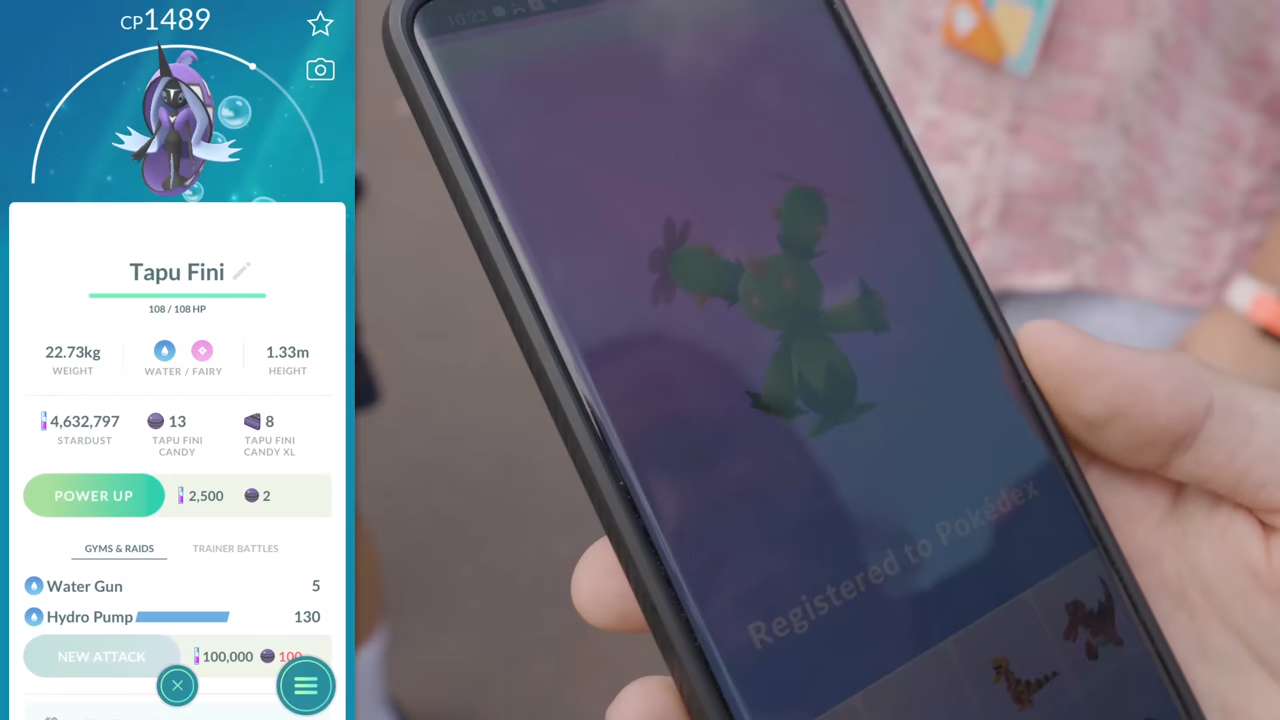 CP1489
Tapu Fini
108 / 108 HP
22.73kg
WEIGHT
WATER / FAIRY
1.33m
HEIGHT
4,632,797
STARDUST
13
TAPU FINI
CANDY
8
TAPU FINI
CANDY XL
POWER UP
2,500
2
GYMS & RAIDS
TRAINER BATTLES
Water Gun
5
Hydro Pump
130
NEW ATTACK
100,000
100
10:23
Registered to Pokédex